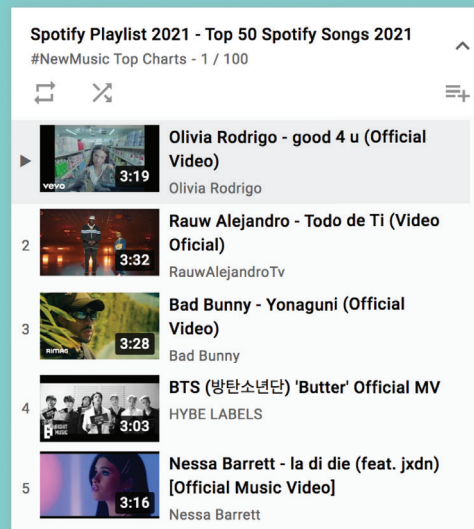 Spotify Playlist 2021 - Top 50 Spotify Songs 2021
#NewMusic Top Charts - 1 / 100
Olivia Rodrigo - good 4 u (Official
Video)
Olivia Rodrigo
vevo
3:19
2
Rauw Alejandro - Todo de Ti (Video
Oficial)
RauwAlejandroTv
3:32
3
Bad Bunny - Yonaguni (Official
Video)
Bad Bunny
RIMAS
3:28
4
BTS (방탄소년단) 'Butter' Official MV
HYBE LABELS
MUSIC
3:03
5
Nessa Barrett - la di die (feat. jxdn)
[Official Music Video]
Nessa Barrett
3:16